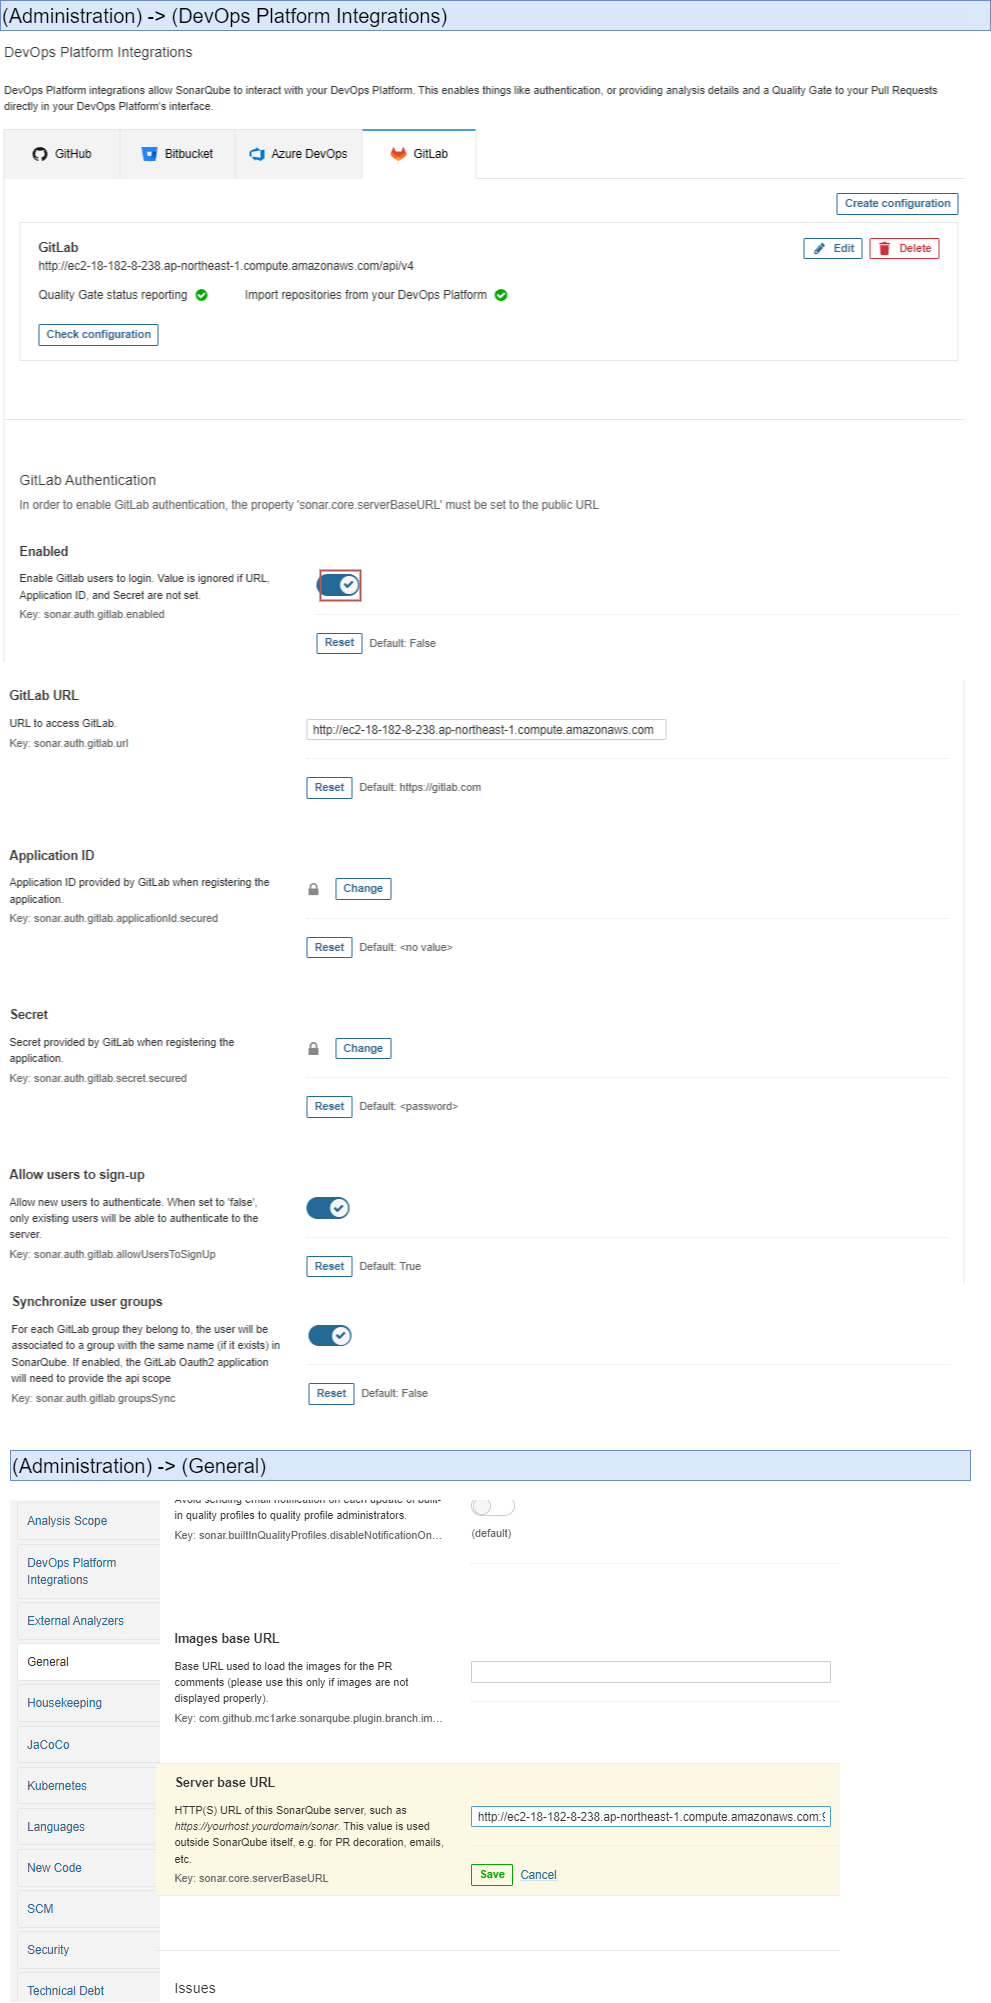 (Administration) -> (DevOps Platform Integrations)
DevOps Platform Integrations
DevOps Platform integrations allow SonarQube to interact with your DevOps Platform. This enables things like authentication, or providing analysis details and a Quality Gate to your Pull Requests
directly in your DevOps Platform's interface.
GitHub Bitbucket Azure DevOps GitLab
Create configuration
GitLab
Edit Delete
http://ec2-18-182-8-238.ap-northeast-1.compute.amazonaws.com/api/v4
Quality Gate status reporting Import repositories from your DevOps Platform
Check configuration
GitLab Authentication
In order to enable GitLab authentication, the property 'sonar.core.serverBaseURL' must be set to the public URL
Enabled
Enable Gitlab users to login. Value is ignored if URL,
Application ID, and Secret are not set.
Key: sonar.auth.gitlab.enabled
Reset Default: False
GitLab URL
URL to access GitLab.
Key: sonar.auth.gitlab.url
http://ec2-18-182-8-238.ap-northeast-1.compute.amazonaws.com
Reset Default: https://gitlab.com
Application ID
Application ID provided by GitLab when registering the
application.
Key: sonar.auth.gitlab.applicationId.secured
Change
Reset Default: <no value>
Secret
Secret provided by GitLab when registering the
application.
Key: sonar.auth.gitlab.secret.secured
Change
Reset Default: <password>
Allow users to sign-up
Allow new users to authenticate. When set to 'false',
only existing users will be able to authenticate to the
server.
Key: sonar.auth.gitlab.allowUsersToSignUp
Reset Default: True
Synchronize user groups
For each GitLab group they belong to, the user will be
associated to a group with the same name (if it exists) in
SonarQube. If enabled, the GitLab Oauth2 application
will need to provide the api scope
Key: sonar.auth.gitlab.groupsSync
Reset Default: False
(Administration) -> (General)
Analysis Scope
DevOps Platform
Integrations
External Analyzers
General
Housekeeping
JaCoCo
Kubernetes
Languages
New Code
SCM
Security
Technical Debt
Avoid sending email notification on each update of built-
in quality profiles to quality profile administrators.
Key: sonar.builtInQualityProfiles.disableNotificationOn...
(default)
Images base URL
Base URL used to load the images for the PR
comments (please use this only if images are not
displayed properly).
Key: com.github.mc1arke.sonarqube.plugin.branch.im...
Server base URL
HTTP(S) URL of this SonarQube server, such as
https://yourhost.yourdomain/sonar. This value is used
outside SonarQube itself, e.g. for PR decoration, emails,
etc.
Key: sonar.core.serverBaseURL
http://ec2-18-182-8-238.ap-northeast-1.compute.amazonaws.com:9
Save Cancel
Issues